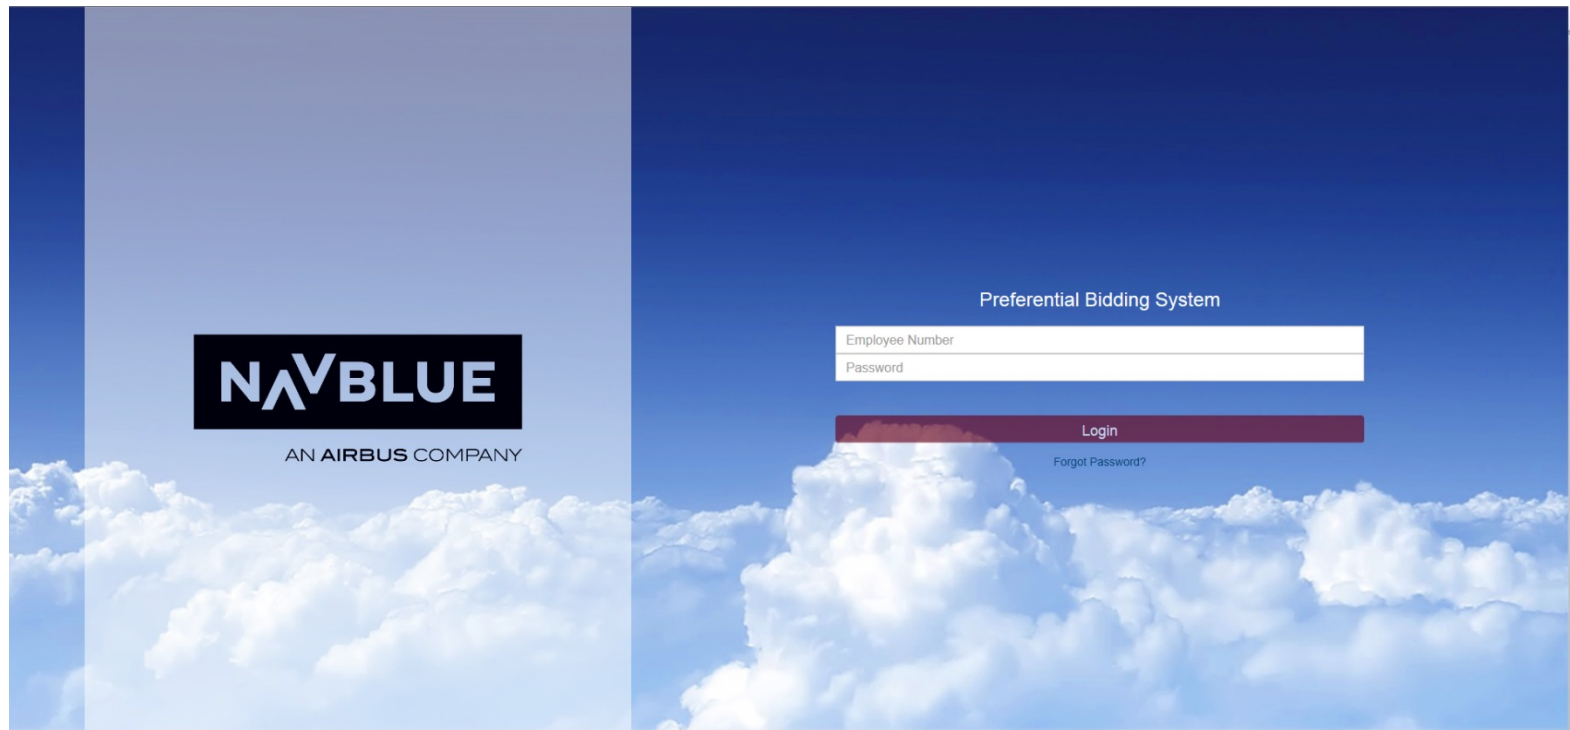 NAVBLUE
AN AIRBUS COMPANY
Preferential Bidding System
Employee Number
Password
Login
Forgot Password?